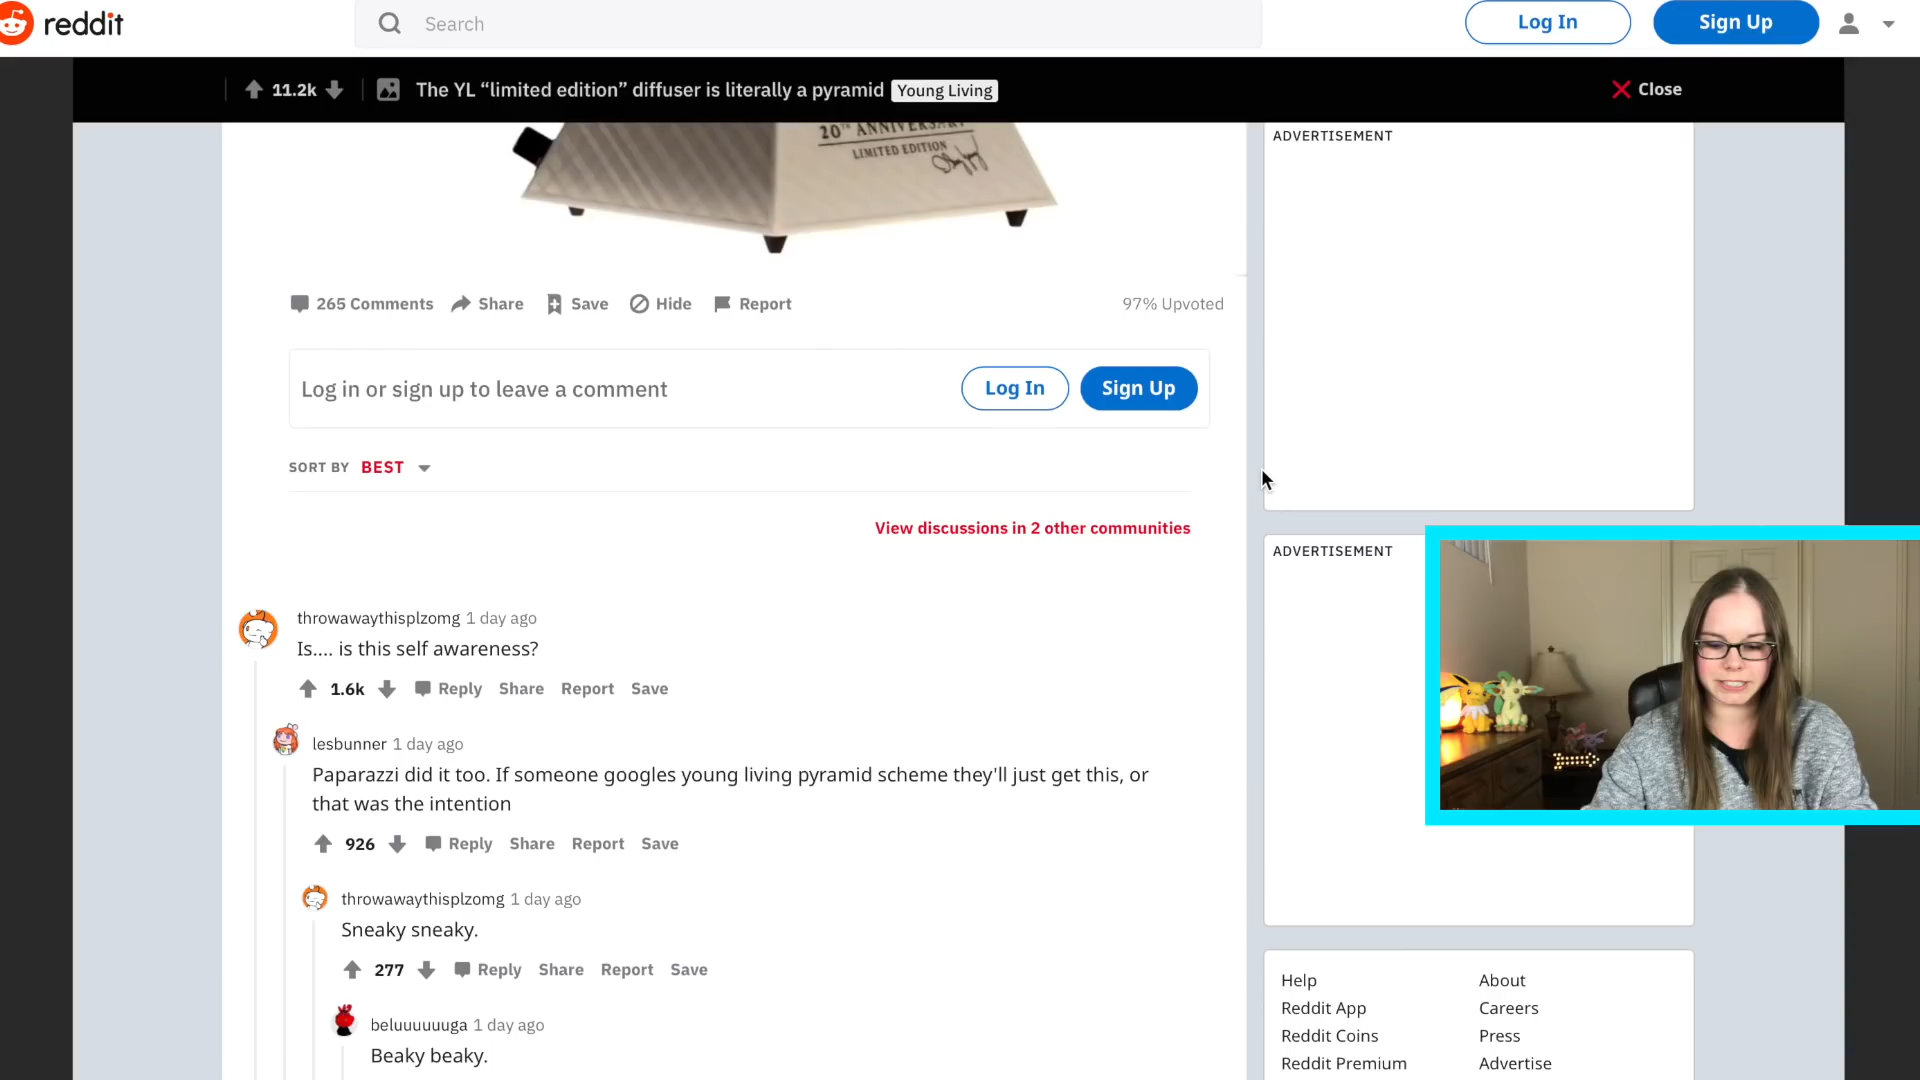 reddit
Search
Log In
Sign Up
11.2k
The YL “limited edition” diffuser is literally a pyramid
Young Living
Close
20TH ANNIVERSARY
LIMITED EDITION
ADVERTISEMENT
265 Comments
Share
Save
Hide
Report
97% Upvoted
Log in or sign up to leave a comment
Log In
Sign Up
SORT BY BEST
View discussions in 2 other communities
ADVERTISEMENT
throwawaythisplzomg 1 day ago
Is.... is this self awareness?
1.6k
Reply
Share
Report
Save
lesbunner 1 day ago
Paparazzi did it too. If someone googles young living pyramid scheme they'll just get this, or
that was the intention
926
Reply
Share
Report
Save
throwawaythisplzomg 1 day ago
Sneaky sneaky.
277
Reply
Share
Report
Save
beluuuuuuga 1 day ago
Beaky beaky.
Help
About
Reddit App
Careers
Reddit Coins
Press
Reddit Premium
Advertise